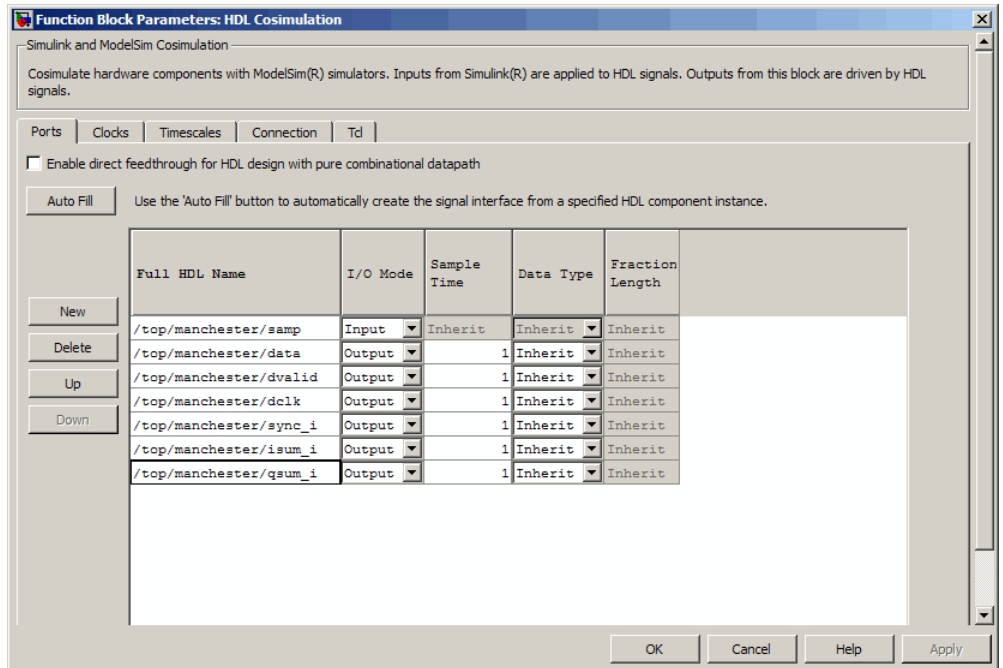 Function Block Parameters: HDL Cosimulation
Simulink and ModelSim Cosimulation
Cosimulate hardware components with ModelSim(R) simulators. Inputs from Simulink(R) are applied to HDL signals. Outputs from this block are driven by HDL
signals.
Ports Clocks Timescales Connection Tcl
Enable direct feedthrough for HDL design with pure combinational datapath
Auto Fill Use the 'Auto Fill' button to automatically create the signal interface from a specified HDL component instance.
Full HDL Name I/O Mode Sample Time Data Type Fraction Length
New
Delete
Up
Down
/top/manchester/samp Input Inherit Inherit Inherit
/top/manchester/data Output 1 Inherit Inherit
/top/manchester/dvalid Output 1 Inherit Inherit
/top/manchester/dclk Output 1 Inherit Inherit
/top/manchester/sync_i Output 1 Inherit Inherit
/top/manchester/isum_i Output 1 Inherit Inherit
/top/manchester/qsum_i Output 1 Inherit Inherit
OK Cancel Help Apply